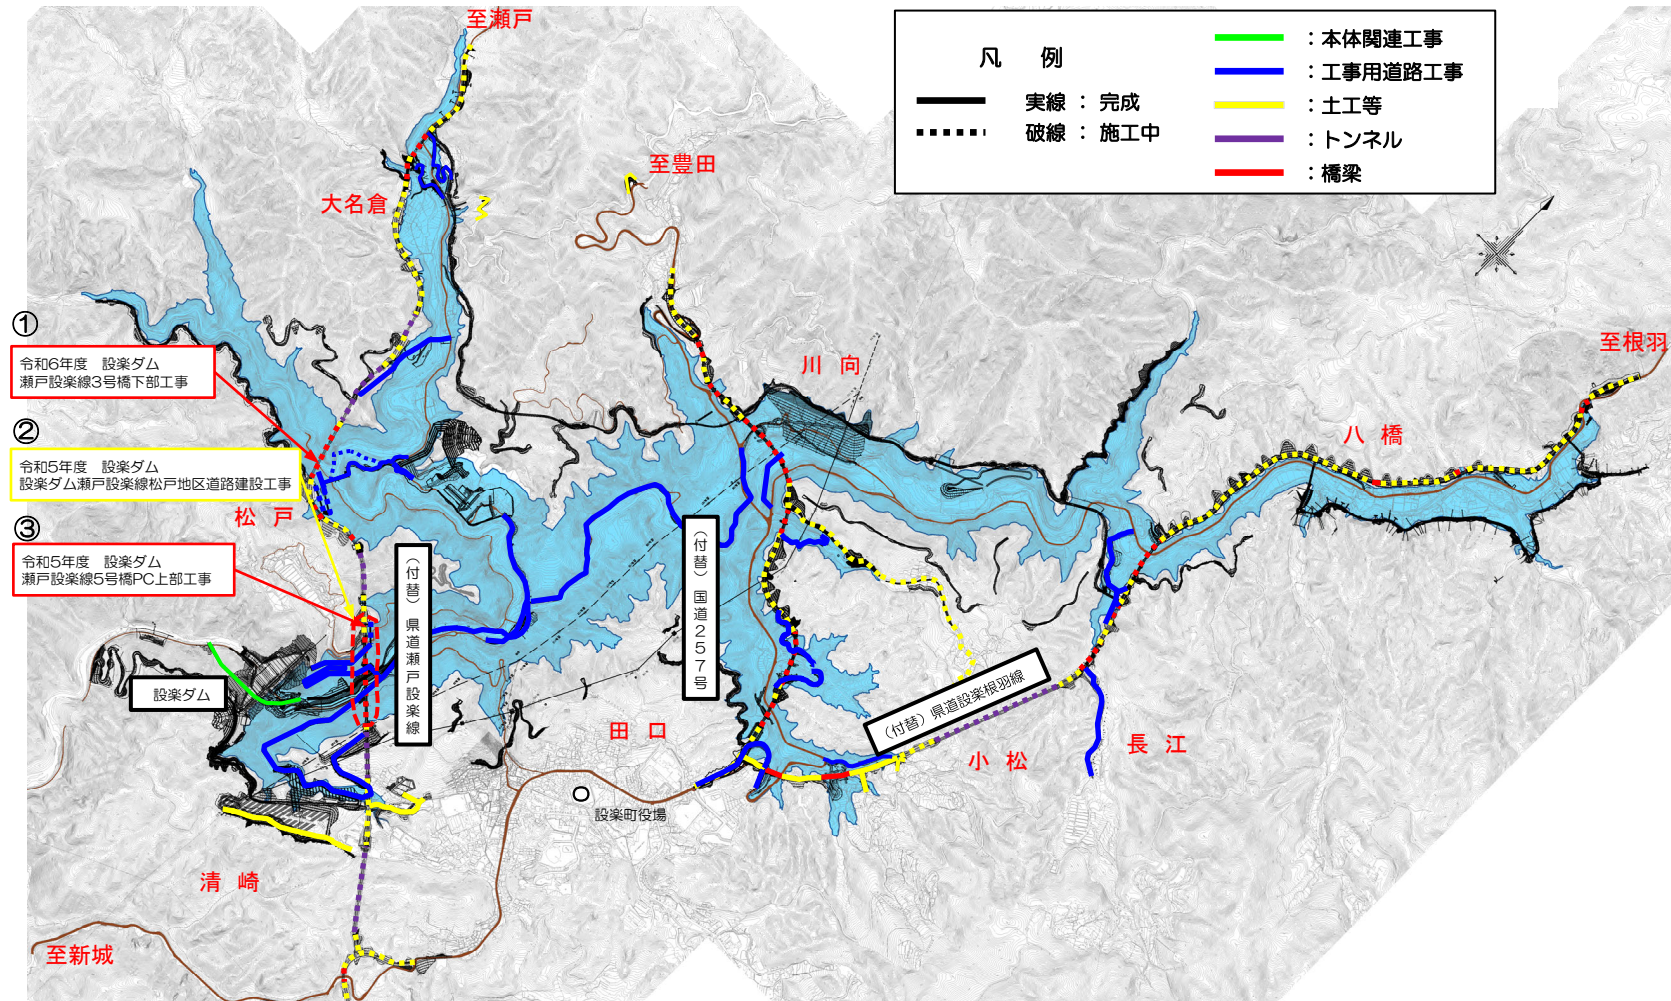 至瀬戸
凡　例
実線 ： 完成
破線 ： 施工中
：本体関連工事
：工事用道路工事
：土工等
：トンネル
：橋梁
至豊田
大名倉
①
令和6年度　設楽ダム
瀬戸設楽線3号橋下部工事
②
令和5年度　設楽ダム
設楽ダム瀬戸設楽線松戸地区道路建設工事
松 戸
③
令和5年度　設楽ダム
瀬戸設楽線5号橋PC上部工事
川 向
至根羽
八 橋
（付替）県道瀬戸設楽線
（付替）国道257号
（付替）県道設楽根羽線
設楽ダム
田 口
小 松
長 江
設楽町役場
清 崎
至新城